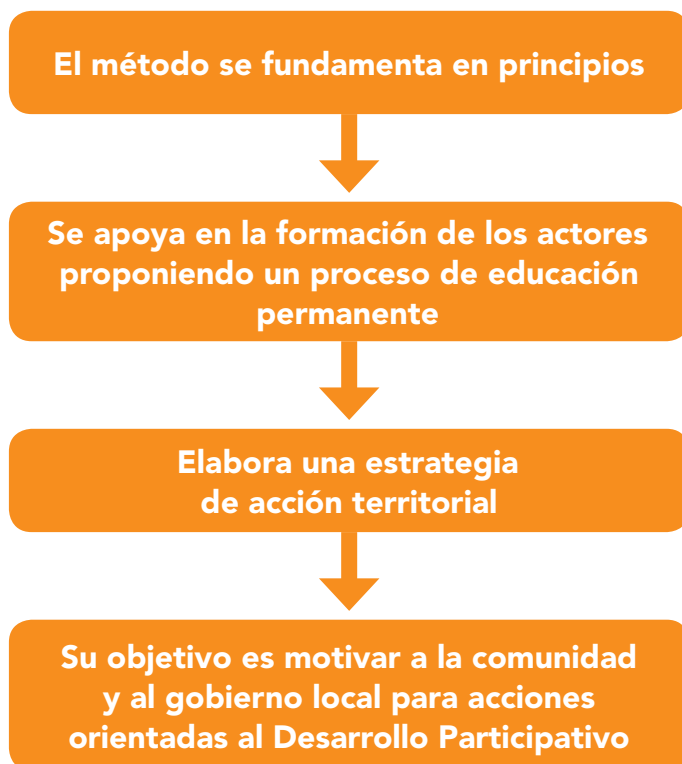 El método se fundamenta en principios
Se apoya en la formación de los actores
proponiendo un proceso de educación
permanente
Elabora una estrategia
de acción territorial
Su objetivo es motivar a la comunidad
y al gobierno local para acciones
orientadas al Desarrollo Participativo